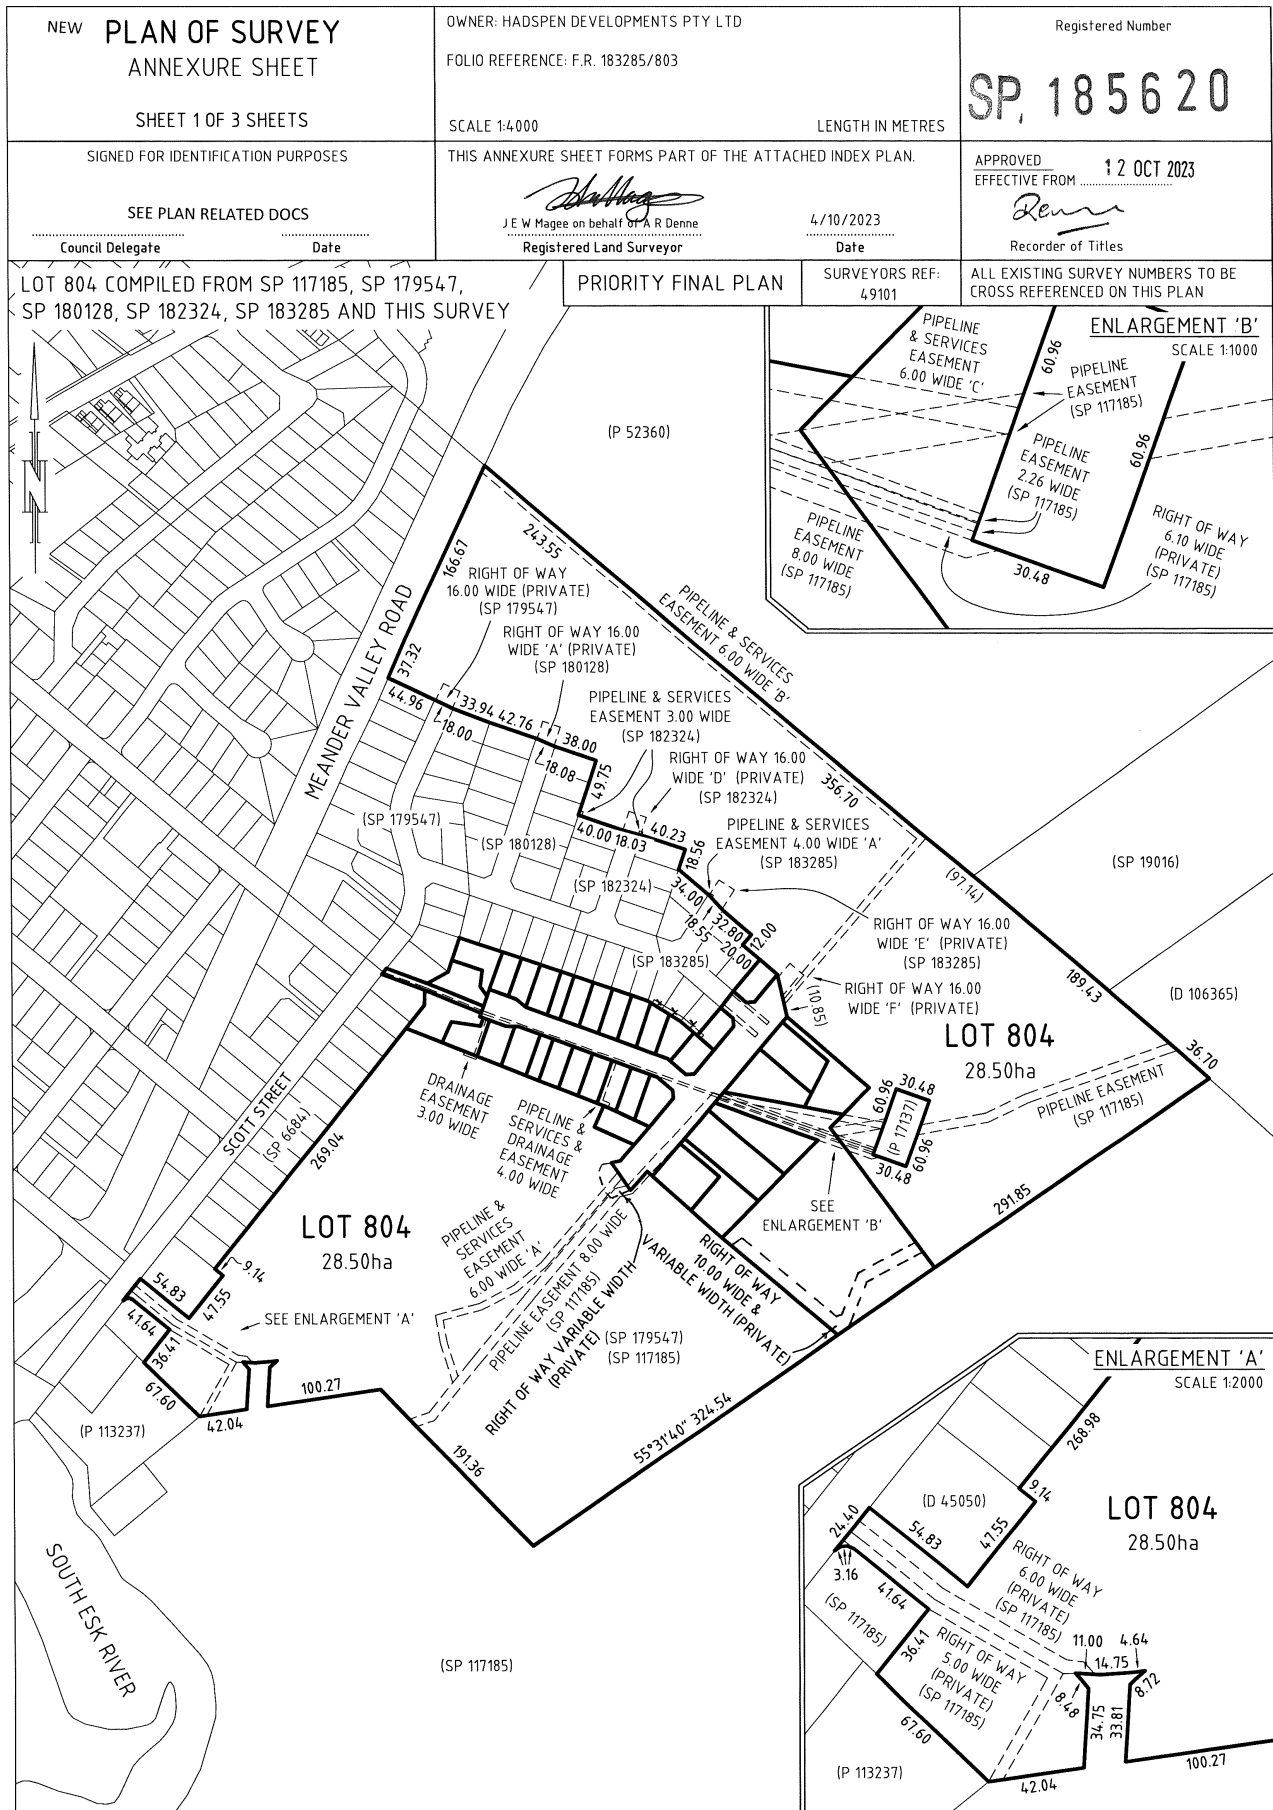 NEW PLAN OF SURVEY
ANNEXURE SHEET
SHEET 1 OF 3 SHEETS
OWNER: HADSPEN DEVELOPMENTS PTY LTD
FOLIO REFERENCE: F.R. 183285/803
SCALE 1:4000
LENGTH IN METRES
Registered Number
SP. 185620
SIGNED FOR IDENTIFICATION PURPOSES
SEE PLAN RELATED DOCS
Council Delegate
Date
THIS ANNEXURE SHEET FORMS PART OF THE ATTACHED INDEX PLAN.
J E W Magee on behalf of A R Denne
Registered Land Surveyor
4/10/2023
Date
APPROVED
EFFECTIVE FROM 12 OCT 2023
Recorder of Titles
LOT 804 COMPILED FROM SP 117185, SP 179547,
SP 180128, SP 182324, SP 183285 AND THIS SURVEY
PRIORITY FINAL PLAN
SURVEYORS REF:
49101
ALL EXISTING SURVEY NUMBERS TO BE
CROSS REFERENCED ON THIS PLAN
ENLARGEMENT 'B'
SCALE 1:1000
PIPELINE
& SERVICES
EASEMENT
6.00 WIDE 'C'
60.96
PIPELINE
EASEMENT
(SP 117185)
60.96
PIPELINE
EASEMENT
2.26 WIDE
(SP 117185)
PIPELINE
EASEMENT
8.00 WIDE
(SP 117185)
RIGHT OF WAY
6.10 WIDE
(PRIVATE)
(SP 117185)
30.48
N
(P 52360)
243.55
166.67
37.32
MEANDER VALLEY ROAD
RIGHT OF WAY
16.00 WIDE (PRIVATE)
(SP 179547)
RIGHT OF WAY 16.00
WIDE 'A' (PRIVATE)
(SP 180128)
PIPELINE & SERVICES
EASEMENT 6.00 WIDE 'B'
44.96
18.00
33.94
42.76
18.08
38.00
49.75
PIPELINE & SERVICES
EASEMENT 3.00 WIDE
(SP 182324)
RIGHT OF WAY 16.00
WIDE 'D' (PRIVATE)
(SP 182324)
356.70
40.00
18.03
40.23
18.56
PIPELINE & SERVICES
EASEMENT 4.00 WIDE 'A'
(SP 183285)
(SP 179547)
(SP 180128)
(SP 182324)
(SP 183285)
34.00
18.55
32.80
20.00
12.00
(97.14)
(SP 19016)
RIGHT OF WAY 16.00
WIDE 'E' (PRIVATE)
(SP 183285)
RIGHT OF WAY 16.00
WIDE 'F' (PRIVATE)
(10.85)
189.43
(D 106365)
LOT 804
28.50ha
36.70
PIPELINE EASEMENT
(SP 117185)
60.96
30.48
(P 17137)
60.96
30.48
291.85
SEE
ENLARGEMENT 'B'
DRAINAGE
EASEMENT
3.00 WIDE
PIPELINE &
SERVICES &
DRAINAGE
EASEMENT
4.00 WIDE
SCOTT STREET
(SP 6684)
269.04
LOT 804
28.50ha
PIPELINE &
SERVICES
EASEMENT
6.00 WIDE 'A'
PIPELINE EASEMENT 8.00 WIDE
(SP 117185)
RIGHT OF WAY VARIABLE WIDTH
(PRIVATE)
RIGHT OF WAY
10.00 WIDE &
VARIABLE WIDTH (PRIVATE)
(SP 179547)
(SP 117185)
9.14
54.83
47.55
SEE ENLARGEMENT 'A'
41.64
36.41
67.60
42.04
100.27
191.36
55°31'40" 324.54
(P 113237)
SOUTH ESK RIVER
(SP 117185)
ENLARGEMENT 'A'
SCALE 1:2000
268.98
9.14
(D 45050)
LOT 804
28.50ha
24.40
54.83
47.55
3.16
41.64
RIGHT OF WAY
6.00 WIDE
(PRIVATE)
(SP 117185)
(SP 117185)
36.41
RIGHT OF WAY
5.00 WIDE
(PRIVATE)
(SP 117185)
11.00
4.64
14.75
8.72
8.48
34.75
33.81
67.60
(P 113237)
42.04
100.27